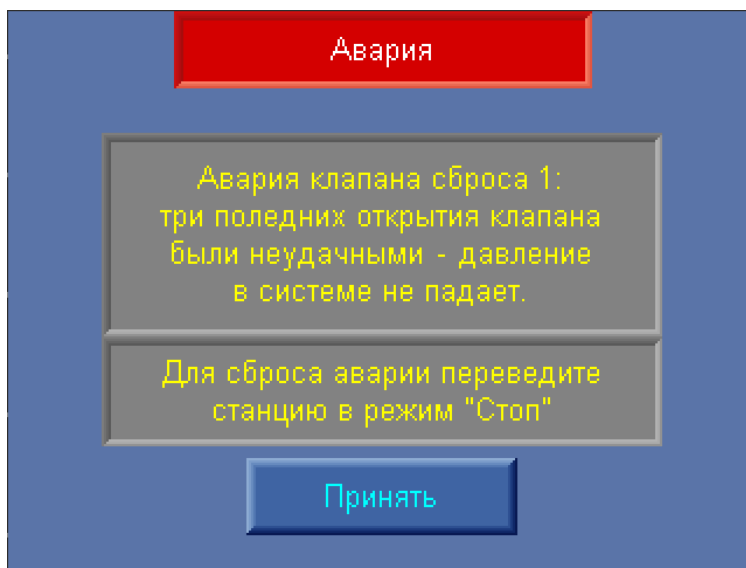 Авария
Авария клапана сброса 1:
три поледних открытия клапана
были неудачными - давление
в системе не падает.
Для сброса аварии переведите
станцию в режим "Стоп"
Принять